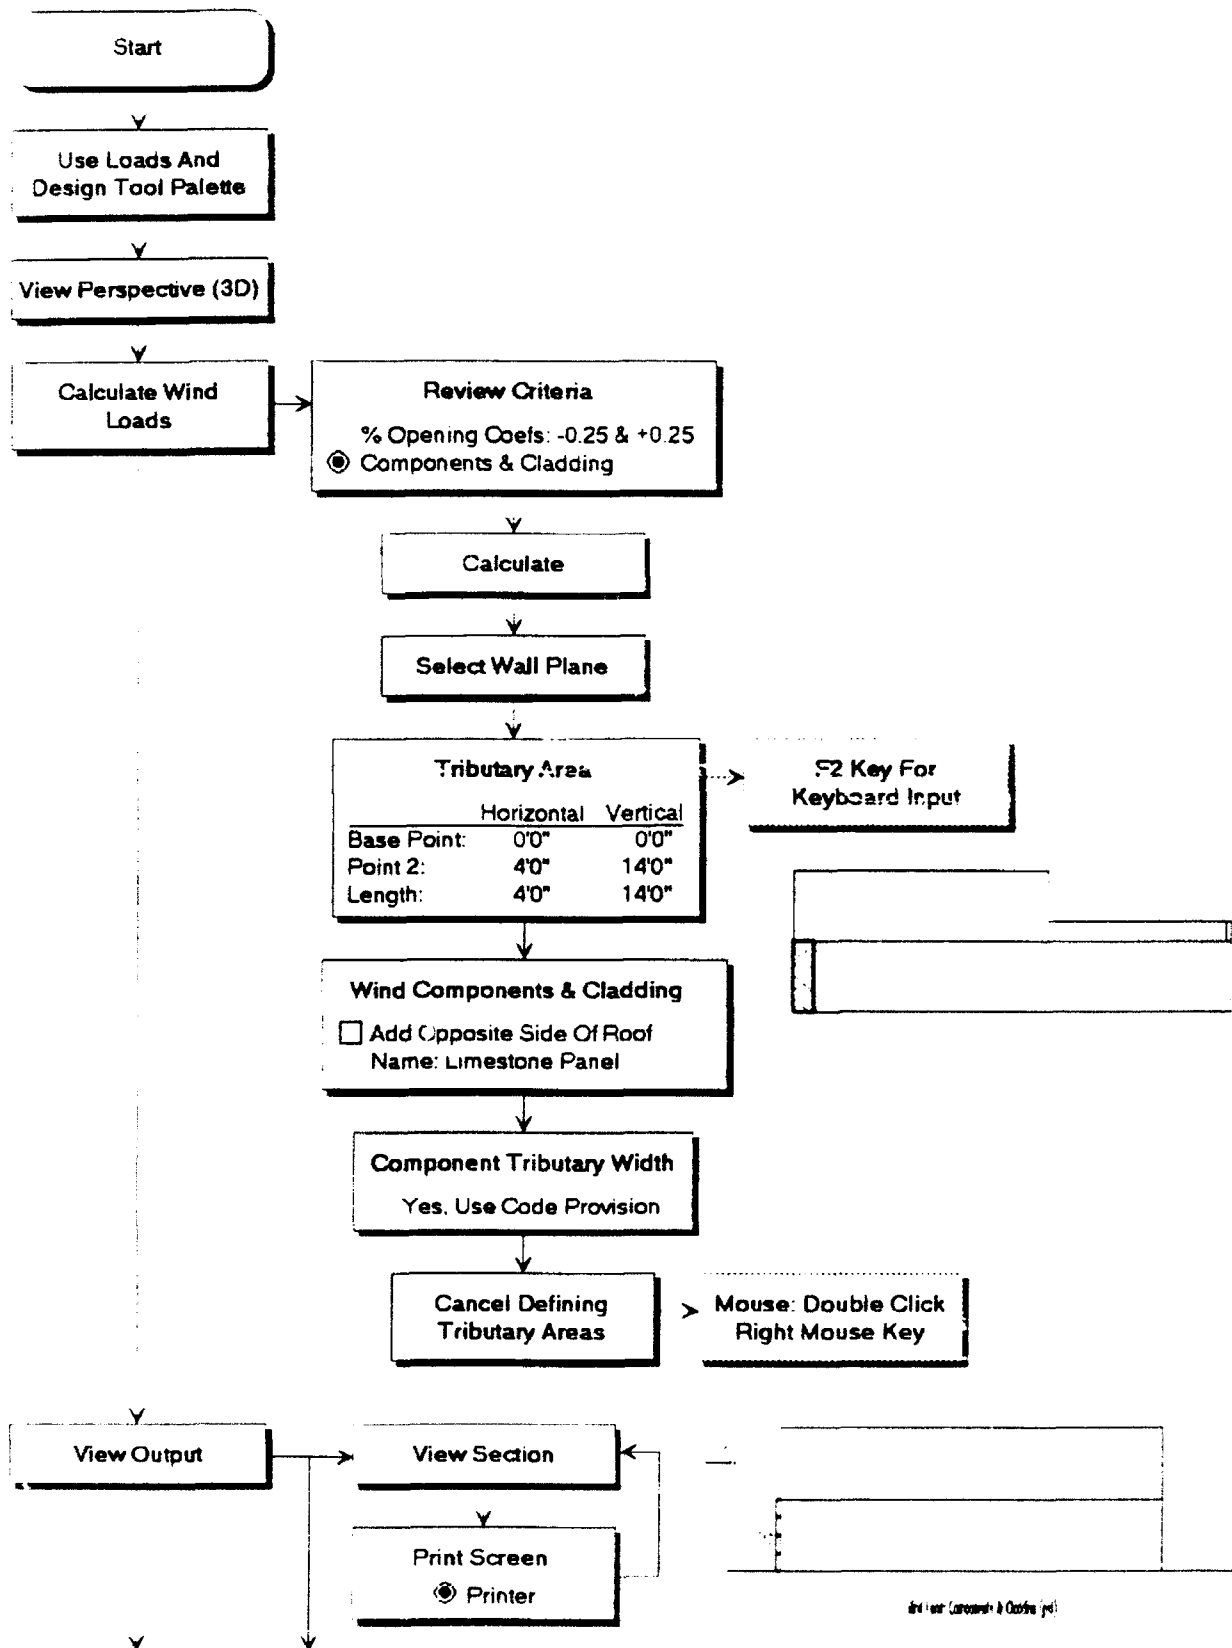 Start
Use Loads And
Design Tool Palette
View Perspective (3D)
Calculate Wind
Loads
Review Criteria
% Opening Coefs: -0.25 & +0.25
Components & Cladding
Calculate
Select Wall Plane
Tributary Area
Horizontal Vertical
Base Point: 0'0" 0'0"
Point 2: 4'0" 14'0"
Length: 4'0" 14'0"
F2 Key For
Keyboard Input
Wind Components & Cladding
Add Opposite Side Of Roof
Name: Limestone Panel
Component Tributary Width
Yes, Use Code Provision
Cancel Defining
Tributary Areas
Mouse: Double Click
Right Mouse Key
View Output
View Section
Print Screen
Printer
Components & Cladding